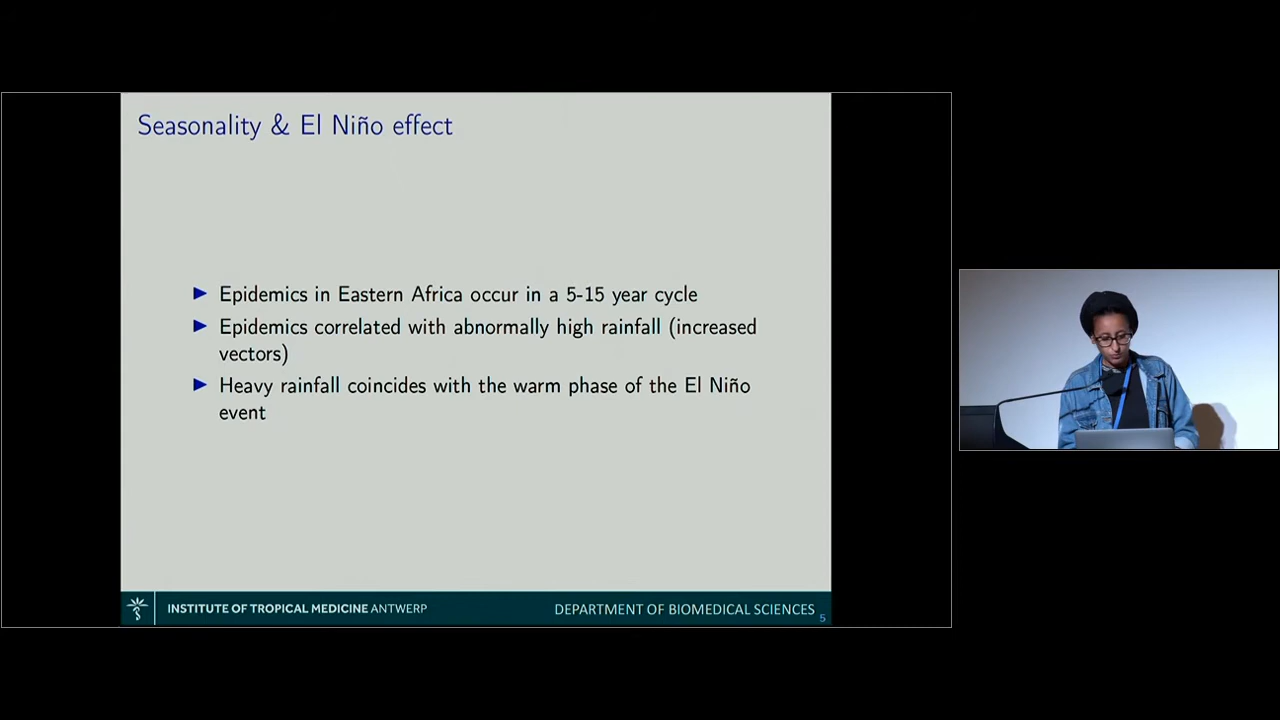 Seasonality & El Niño effect
▶ Epidemics in Eastern Africa occur in a 5-15 year cycle
▶ Epidemics correlated with abnormally high rainfall (increased
vectors)
▶ Heavy rainfall coincides with the warm phase of the El Niño
event
INSTITUTE OF TROPICAL MEDICINE ANTWERP
DEPARTMENT OF BIOMEDICAL SCIENCES
5